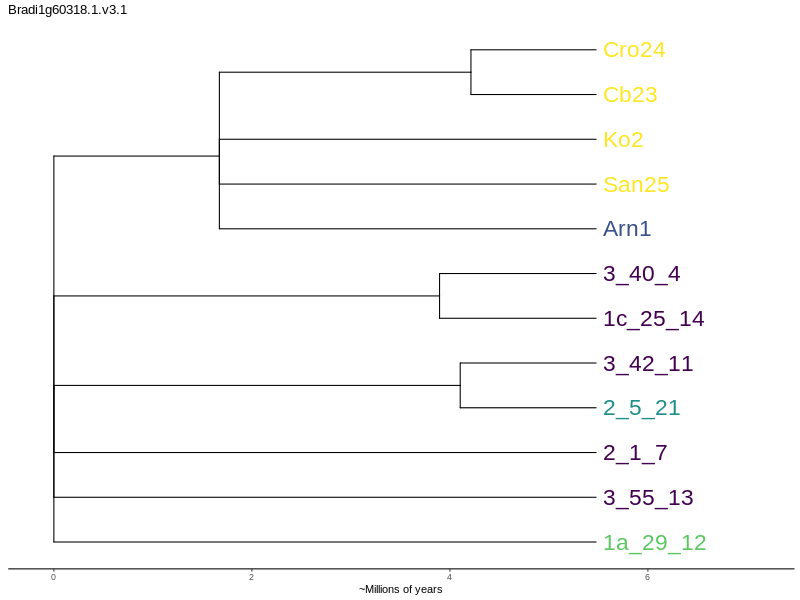 Bradi1g60318.1.v3.1
Cro24
Cb23
Ko2
San25
Arn1
3_40_4
1c_25_14
3_42_11
2_5_21
2_1_7
3_55_13
1a_29_12
0 2 4 6
~Millions of years